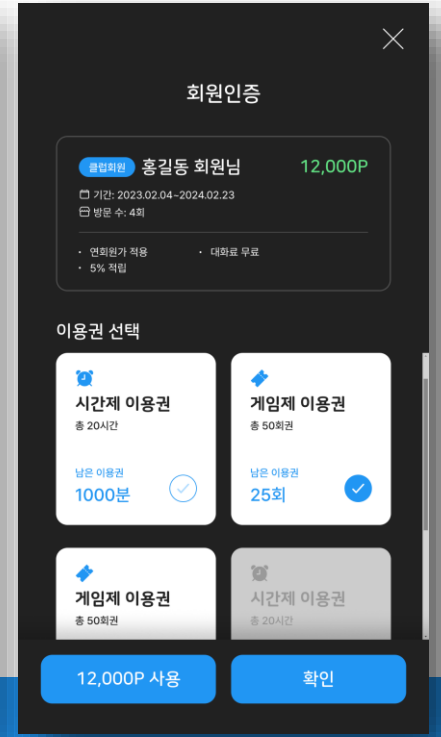 회원인증
클럽회원 홍길동 회원님 12,000P
기간: 2023.02.04~2024.02.23
방문 수: 4회
· 연회원가 적용 · 대화료 무료
· 5% 적립
이용권 선택
시간제 이용권
총 20시간
남은 이용권
1000분
게임제 이용권
총 50회권
남은 이용권
25회
게임제 이용권
총 50회권
시간제 이용권
총 20시간
12,000P 사용
확인